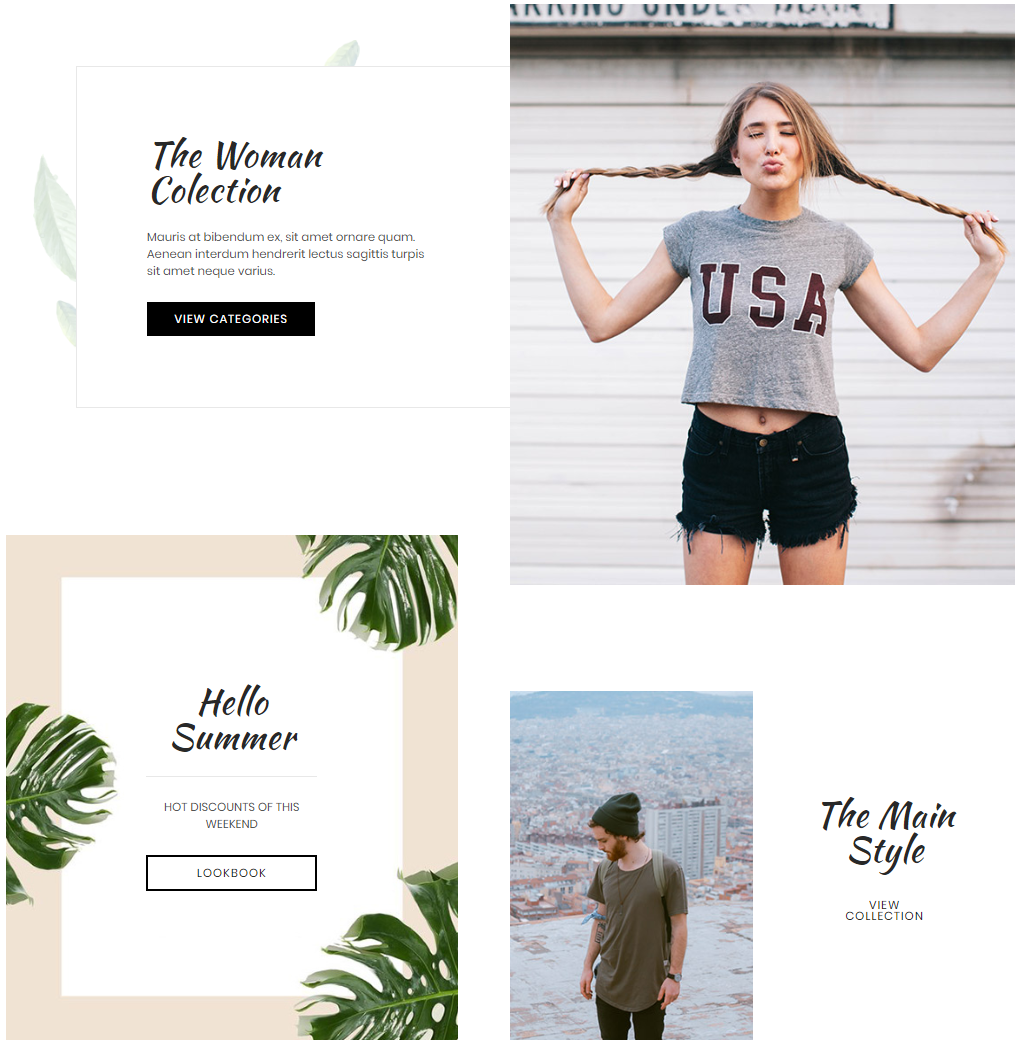 The Woman
Colection
Mauris at bibendum ex, sit amet ornare quam.
Aenean interdum hendrerit lectus sagittis turpis
sit amet neque varius.
VIEW CATEGORIES
USA
Hello
Summer
HOT DISCOUNTS OF THIS
WEEKEND
LOOKBOOK
The Main
Style
VIEW
COLLECTION